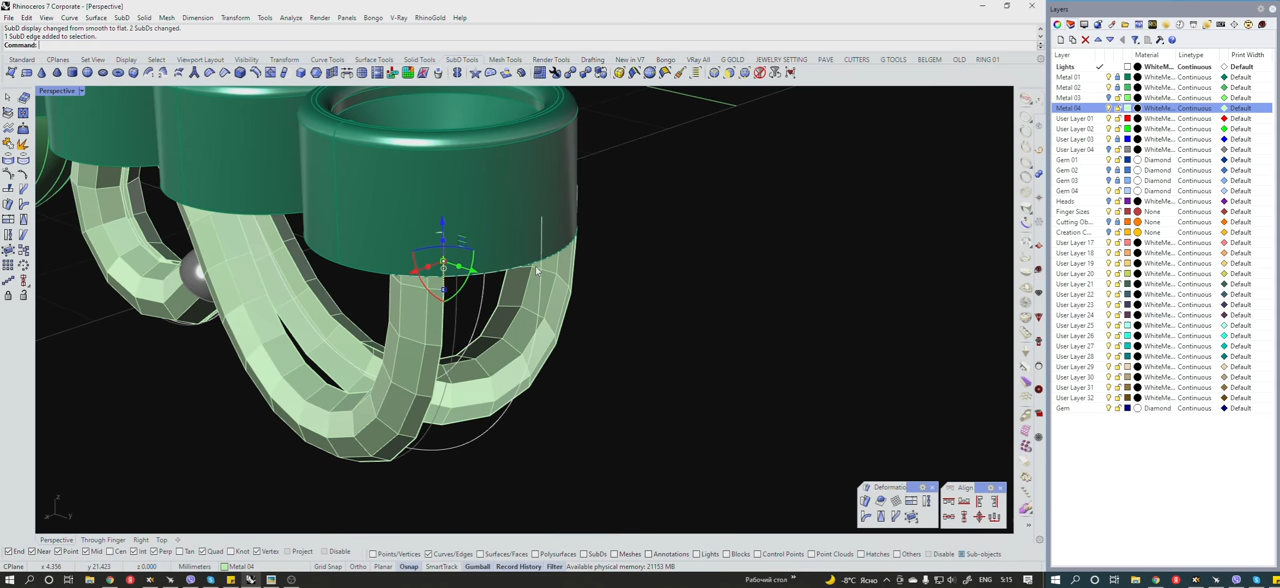 Rhinoceros 7 Corporate - [Perspective]
File Edit View Curve Surface SubD Solid Mesh Dimension Transform Tools Analyze Render Panels Bongo V-Ray RhinoGold Help
SubD display changed from smooth to flat. 2 SubDs changed.
1 SubD edge added to selection.
Command:
Standard CPlanes Set View Display Select Viewport Layout Visibility Transform Curve Tools Surface Tools Solid Tools SubD Tools Mesh Tools Render Tools Drafting New in V7 Bongo VRay All G GOLD JEWELRY SETTING PAVE CUTTERS G TOOLS BELGEM OLD RING 01
Perspective
z
x
y
Deformatio
Align
Perspective Through Finger Right Top
End Near Point Mid Cen Int Perp Tan Quad Knot Vertex Project Disable Points/Vertices Curves/Edges Surfaces/Faces Polysurfaces SubDs Meshes Annotations Lights Blocks Control Points Point Clouds Hatches Others Disable Sub-objects
CPlane x 4.356 y 21.423 z 0.000 Millimeters Metal 04 Grid Snap Ortho Planar Osnap SmartTrack Gumball Record History Filter Available physical memory: 21153 MB
Рабочий стол -8°C Ясно ENG 5:15
Layers
Layer Material Linetype Print Width
Lights WhiteM... Continuous Default
Metal 01 WhiteMe... Continuous Default
Metal 02 WhiteMe... Continuous Default
Metal 03 WhiteMe... Continuous Default
Metal 04 WhiteMe... Continuous Default
User Layer 01 WhiteMe... Continuous Default
User Layer 02 WhiteMe... Continuous Default
User Layer 03 WhiteMe... Continuous Default
User Layer 04 WhiteMe... Continuous Default
Gem 01 Diamond Continuous Default
Gem 02 Diamond Continuous Default
Gem 03 Diamond Continuous Default
Gem 04 Diamond Continuous Default
Heads WhiteMe... Continuous Default
Finger Sizes None Continuous Default
Cutting Ob... None Continuous Default
Creation C... None Continuous Default
User Layer 17 WhiteMe... Continuous Default
User Layer 18 WhiteMe... Continuous Default
User Layer 19 WhiteMe... Continuous Default
User Layer 20 WhiteMe... Continuous Default
User Layer 21 WhiteMe... Continuous Default
User Layer 22 WhiteMe... Continuous Default
User Layer 23 WhiteMe... Continuous Default
User Layer 24 WhiteMe... Continuous Default
User Layer 25 WhiteMe... Continuous Default
User Layer 26 WhiteMe... Continuous Default
User Layer 27 WhiteMe... Continuous Default
User Layer 28 WhiteMe... Continuous Default
User Layer 29 WhiteMe... Continuous Default
User Layer 30 WhiteMe... Continuous Default
User Layer 31 WhiteMe... Continuous Default
User Layer 32 WhiteMe... Continuous Default
Gem Diamond Continuous Default
ENG 5:15